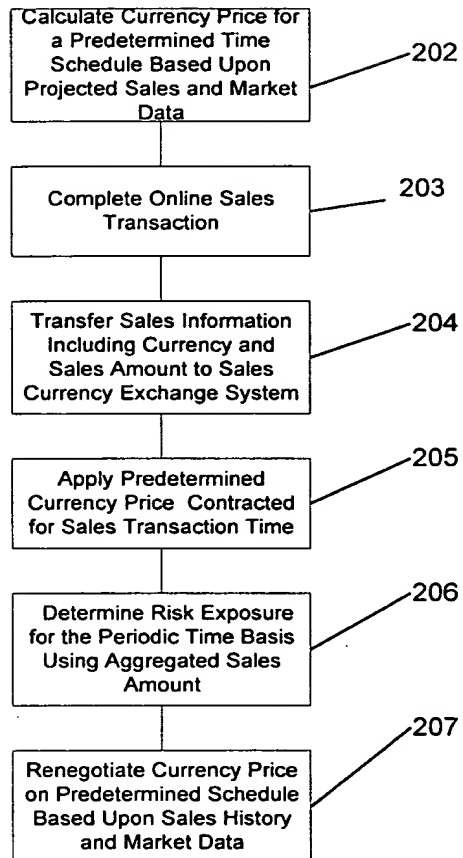 Calculate Currency Price for
a Predetermined Time
Schedule Based Upon
Projected Sales and Market
Data
202
Complete Online Sales
Transaction
203
Transfer Sales Information
Including Currency and
Sales Amount to Sales
Currency Exchange System
204
Apply Predetermined
Currency Price Contracted
for Sales Transaction Time
205
Determine Risk Exposure
for the Periodic Time Basis
Using Aggregated Sales
Amount
206
Renegotiate Currency Price
on Predetermined Schedule
Based Upon Sales History
and Market Data
207